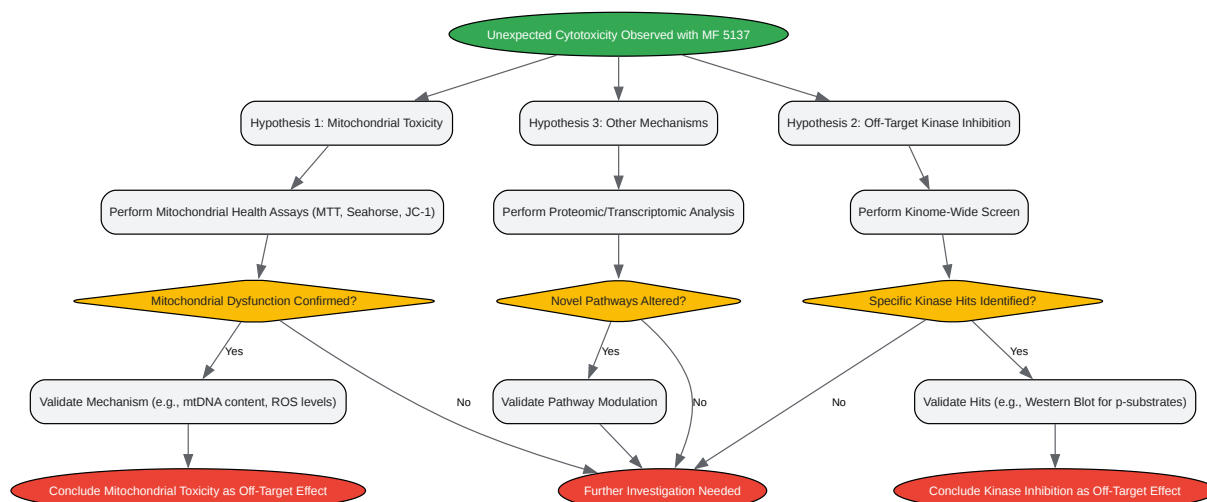 Unexpected Cytotoxicity Observed with MF 5137
Hypothesis 1: Mitochondrial Toxicity
Hypothesis 3: Other Mechanisms
Hypothesis 2: Off-Target Kinase Inhibition
Perform Mitochondrial Health Assays (MTT, Seahorse, JC-1)
Perform Proteomic/Transcriptomic Analysis
Perform Kinome-Wide Screen
Mitochondrial Dysfunction Confirmed?
Novel Pathways Altered?
Specific Kinase Hits Identified?
Yes
Yes
Yes
Validate Mechanism (e.g., mtDNA content, ROS levels)
No
Validate Pathway Modulation
No
No
Validate Hits (e.g., Western Blot for p-substrates)
Conclude Mitochondrial Toxicity as Off-Target Effect
Further Investigation Needed
Conclude Kinase Inhibition as Off-Target Effect